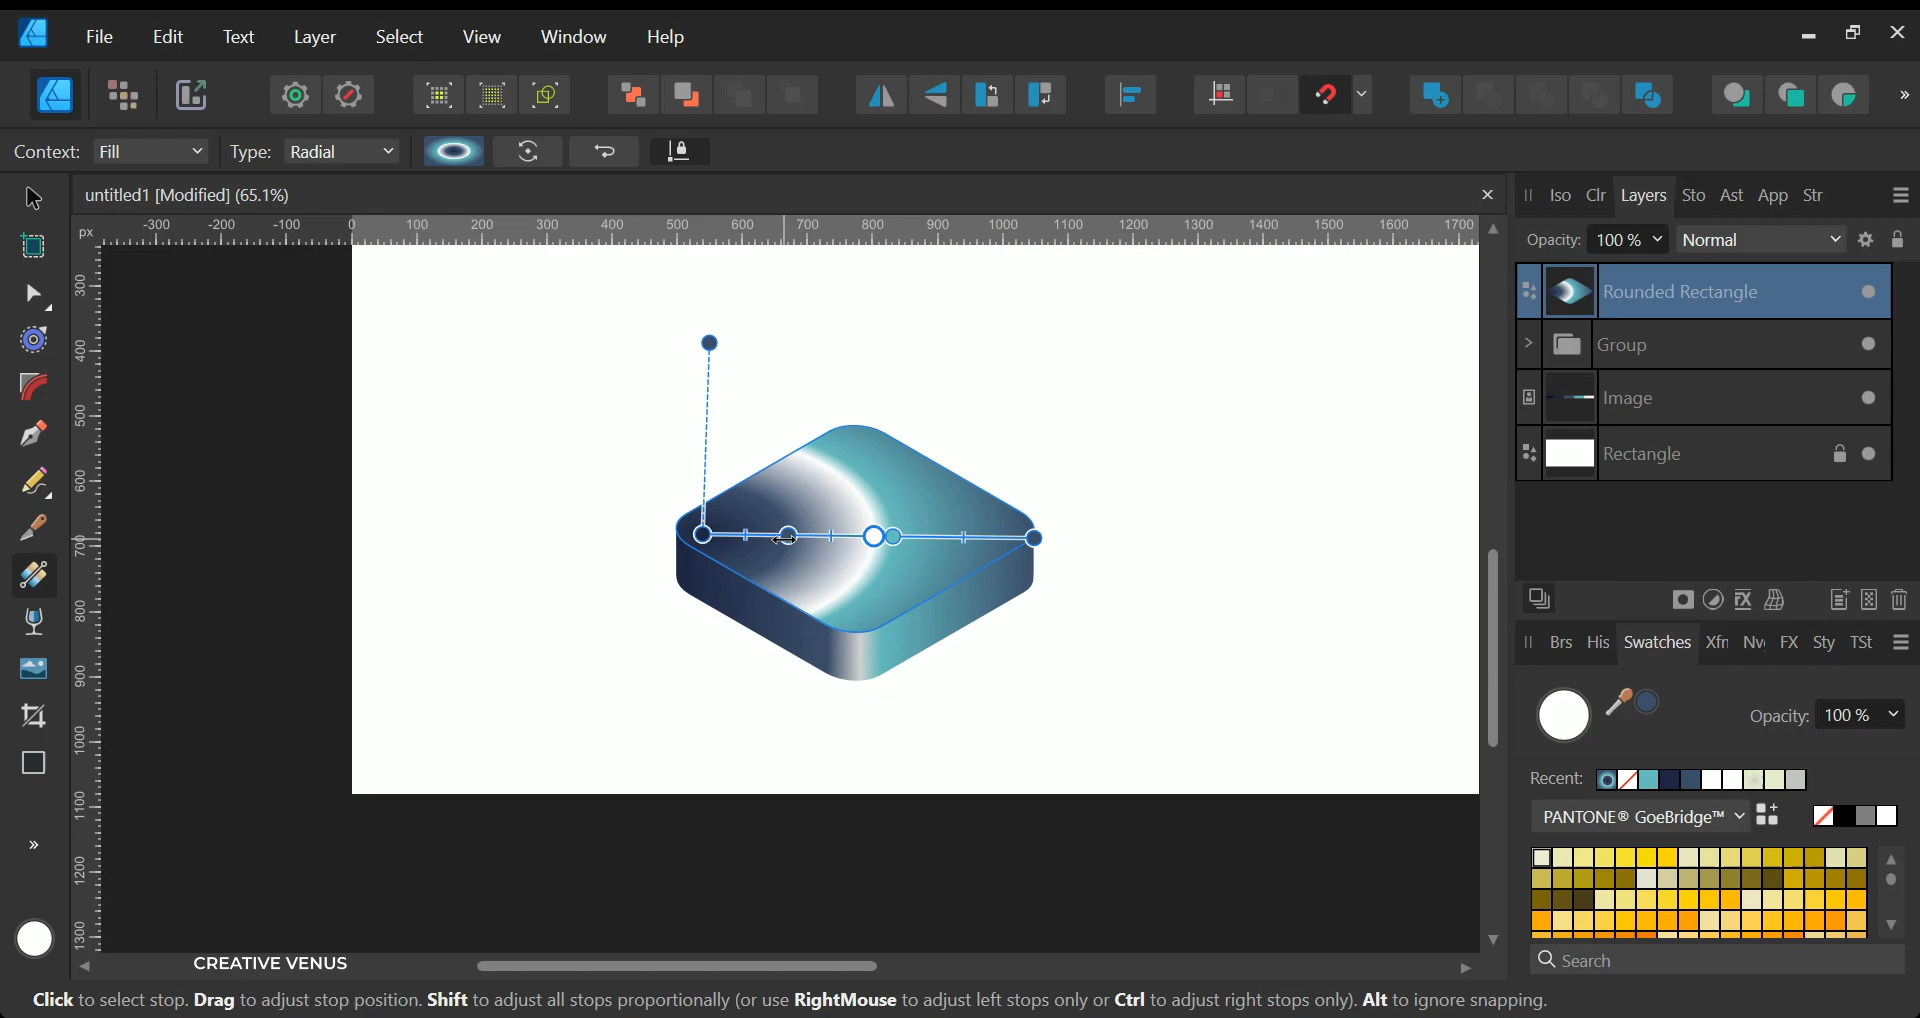 File Edit Text Layer Select View Window Help
Context: Fill Type: Radial
untitled1 [Modified] (65.1%)
Iso Clr Layers Sto Ast App Str
px -300 -200 -100 0 100 200 300 400 500 600 700 800 900 1000 1100 1200 1300 1400 1500 1600 1700
Opacity: 100 % Normal
300
400
500
600
700
800
900
1000
1100
1200
1300
Rounded Rectangle
Group
Image
Rectangle
FX
Brs His Swatches Xfn Nv FX Sty TSt
Opacity: 100 %
Recent:
PANTONE® GoeBridge™
Search
CREATIVE VENUS
Click to select stop. Drag to adjust stop position. Shift to adjust all stops proportionally (or use RightMouse to adjust left stops only or Ctrl to adjust right stops only). Alt to ignore snapping.